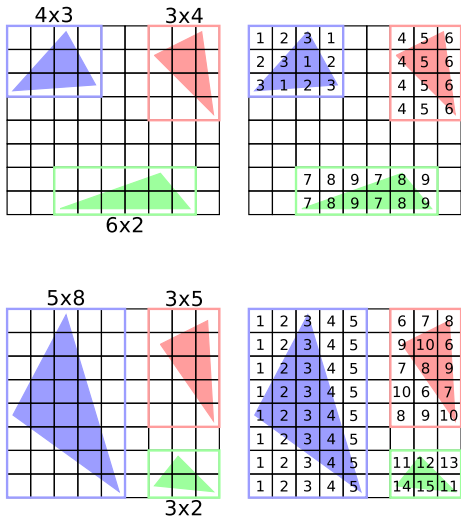 4x3
3x4
6x2
1 2 3 1
2 3 1 2
3 1 2 3
4 5 6
4 5 6
4 5 6
4 5 6
7 8 9 7 8 9
7 8 9 7 8 9
5x8
3x5
3x2
1 2 3 4 5 6 7 8
1 2 3 4 5 9 10 6
1 2 3 4 5 7 8 9
1 2 3 4 5 10 6 7
1 2 3 4 5 8 9 10
1 2 3 4 5
1 2 3 4 5 11 12 13
1 2 3 4 5 14 15 11